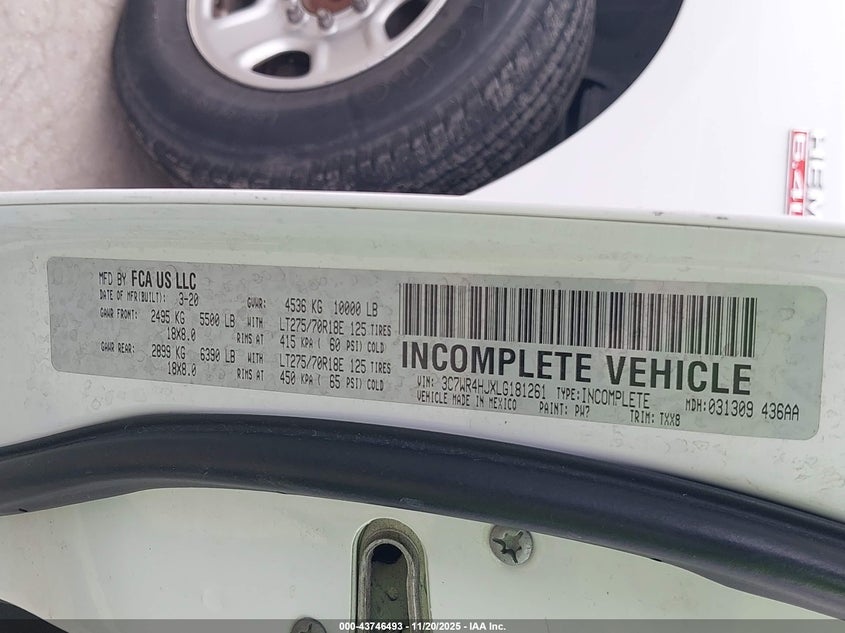 HEM
6.4L
MFD BY FCA US LLC
DATE OF MFR(BUILT): 3-20 GVWR: 4536 KG 10000 LB
GAWR FRONT: 2495 KG 5500 LB WITH LT275/70R18E 125 TIRES
18X8.0 RIMS AT 415 KPA ( 60 PSI) COLD
GAWR REAR: 2899 KG 6390 LB WITH LT275/70R18E 125 TIRES
18X8.0 RIMS AT 450 KPA ( 65 PSI) COLD
INCOMPLETE VEHICLE
VIN: 3C7WR4HJXLG181261 TYPE:INCOMPLETE MDH:031309 436AA
VEHICLE MADE IN MEXICO PAINT: PW7 TRIM: TXX8
000-43746493 - 11/20/2025 - IAA Inc.